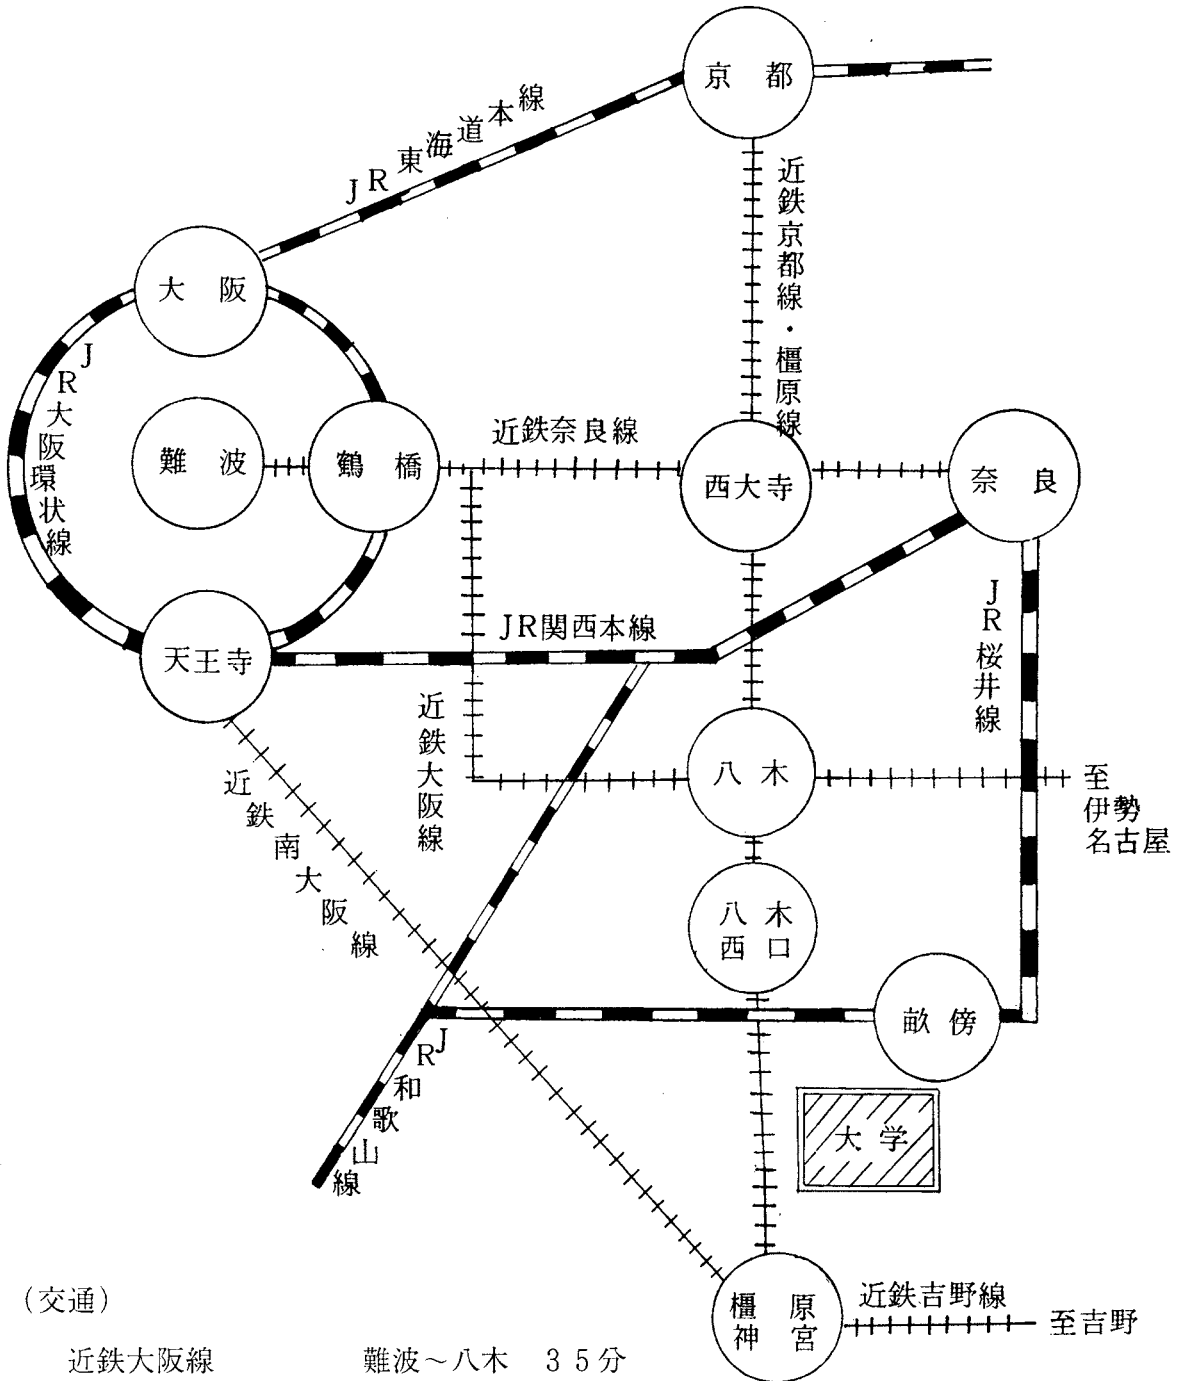 京都
JR東海道本線
近鉄京都線・橿原線
大阪
JR大阪環状線
難波
鶴橋
近鉄奈良線
西大寺
奈良
天王寺
JR関西本線
JR桜井線
近鉄大阪線
近鉄南大阪線
八木
至
伊勢
名古屋
八木
西口
畝傍
JR和歌山線
大学
橿原
神宮
近鉄吉野線
至吉野
(交通)
近鉄大阪線 難波~八木 35分